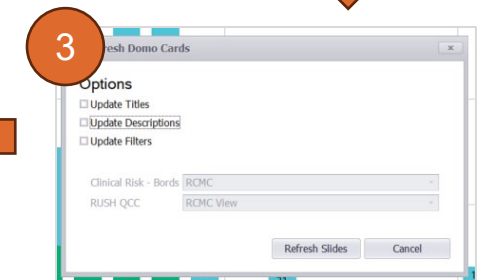 3
resh Domo Cards
x
Options
Update Titles
Update Descriptions
Update Filters
Clinical Risk - Bords RCMC
RUSH QCC RCMC View
Refresh Slides Cancel